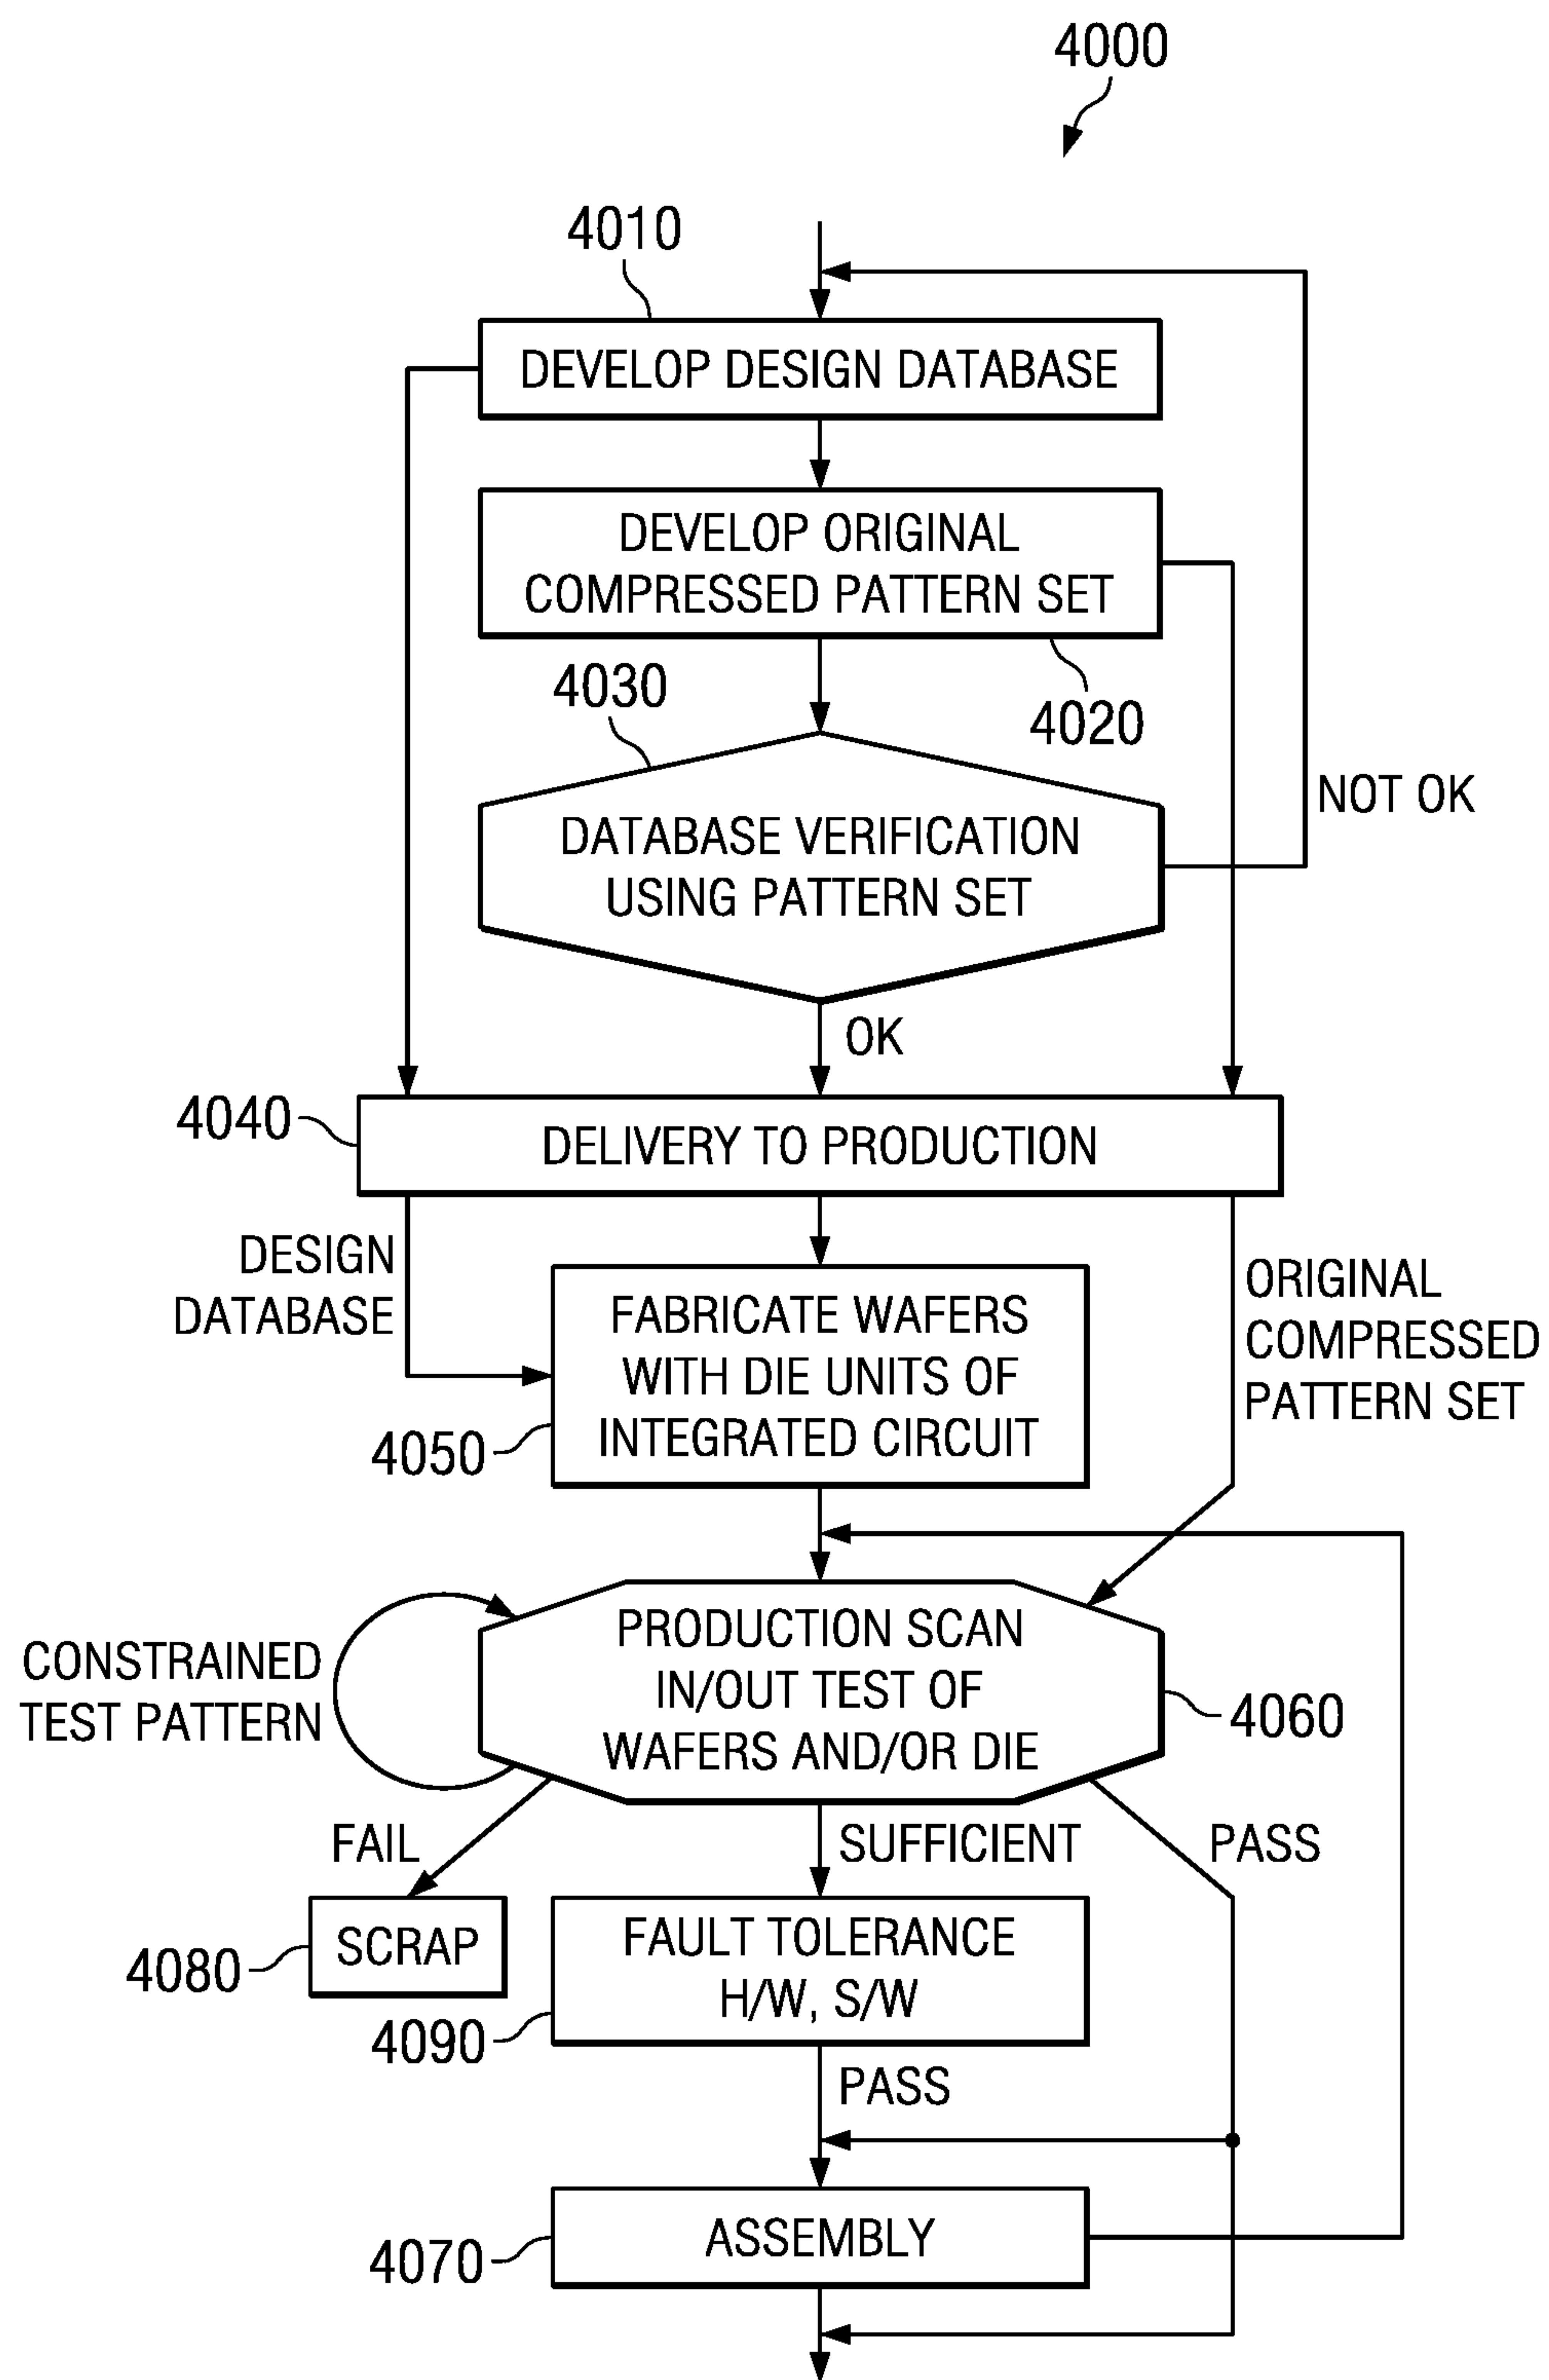 4000
4010
DEVELOP DESIGN DATABASE
DEVELOP ORIGINAL
COMPRESSED PATTERN SET
4030
4020
DATABASE VERIFICATION
USING PATTERN SET
NOT OK
OK
4040
DELIVERY TO PRODUCTION
DESIGN
DATABASE
FABRICATE WAFERS
WITH DIE UNITS OF
INTEGRATED CIRCUIT
4050
ORIGINAL
COMPRESSED
PATTERN SET
CONSTRAINED
TEST PATTERN
PRODUCTION SCAN
IN/OUT TEST OF
WAFERS AND/OR DIE
4060
FAIL
SUFFICIENT
PASS
SCRAP
4080
FAULT TOLERANCE
H/W, S/W
4090
PASS
ASSEMBLY
4070